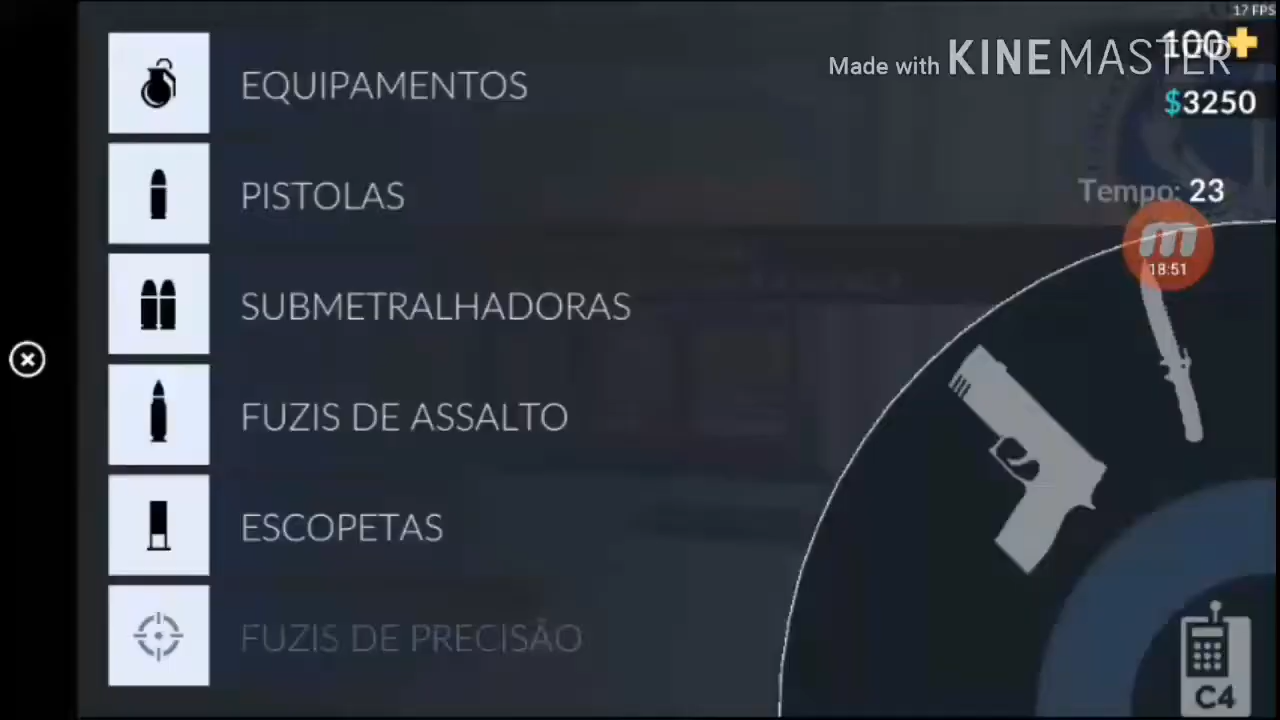 17 FPS
Made with KINEMASTER
100
$3250
EQUIPAMENTOS
PISTOLAS
Tempo: 23
18:51
SUBMETRALHADORAS
FUZIS DE ASSALTO
ESCOPETAS
FUZIS DE PRECISÃO
C4